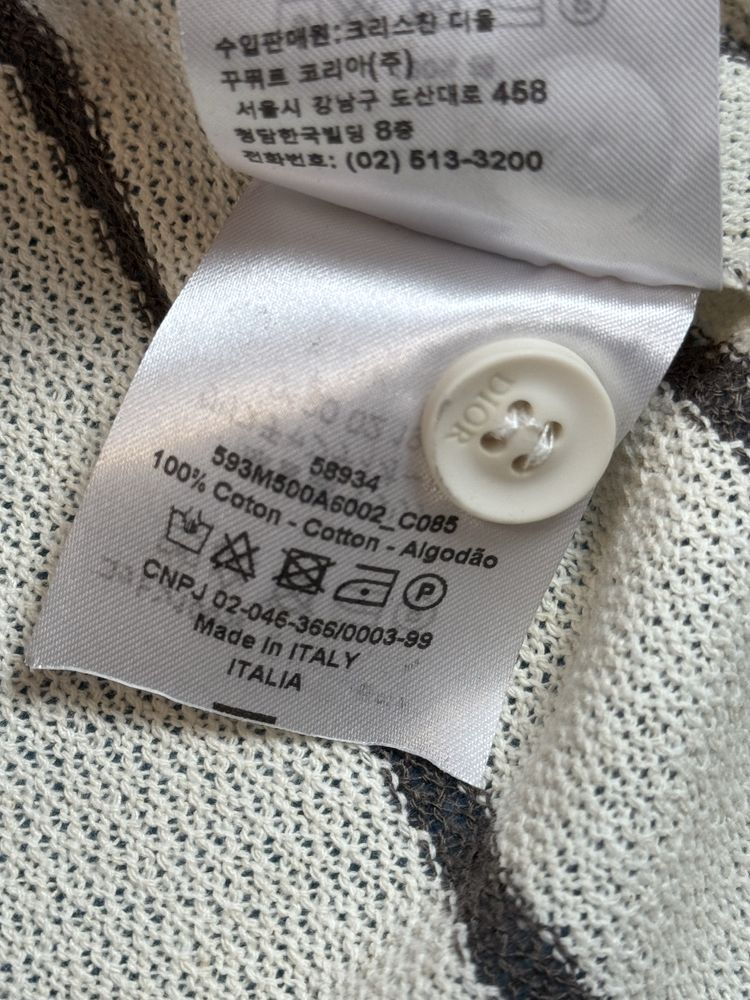 수입판매원:크리스챤 디올
꾸뛰르 코리아(주)
서울시 강남구 도산대로 458
청담한국빌딩 8층
전화번호: (02) 513-3200
DIOR
58934
593M500A6002_C085
100% Coton - Cotton - Algodão
P
CNPJ 02-046-366/0003-99
Made in ITALY
ITALIA